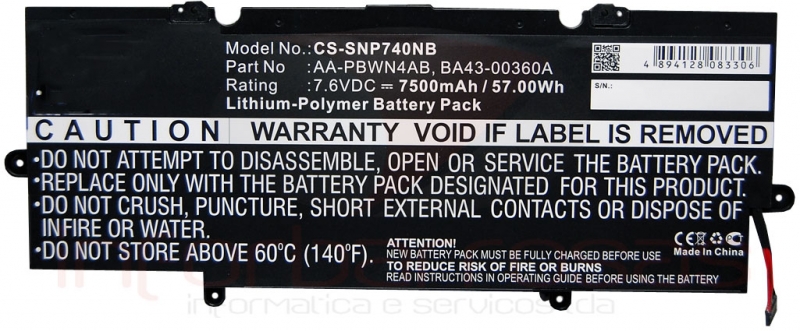 Model No.: CS-SNP740NB
Part No : AA-PBWN4AB, BA43-00360A
Rating : 7.6VDC ⎓ 7500mAh / 57.00Wh
Lithium-Polymer Battery Pack
4 894128 083306
S/N.:
CAUTION WARRANTY VOID IF LABEL IS REMOVED
•DO NOT ATTEMPT TO DISASSEMBLE, OPEN OR SERVICE THE BATTERY PACK.
•REPLACE ONLY WITH THE BATTERY PACK DESIGNATED FOR THIS PRODUCT.
•DO NOT CRUSH, PUNCTURE, SHORT EXTERNAL CONTACTS OR DISPOSE OF
INFIRE OR WATER.
•DO NOT STORE ABOVE 60°C (140°F).
ATTENTION!
NEW BATTERY PACK MUST BE FULLY CHARGED BEFORE USE
TO REDUCE RISK OF FIRE OR BURNS
READ INSTRUCTIONS IN OPERATING GUIDE BEFORE USING THE BATTERY
Made In China
informatica e servicos lda